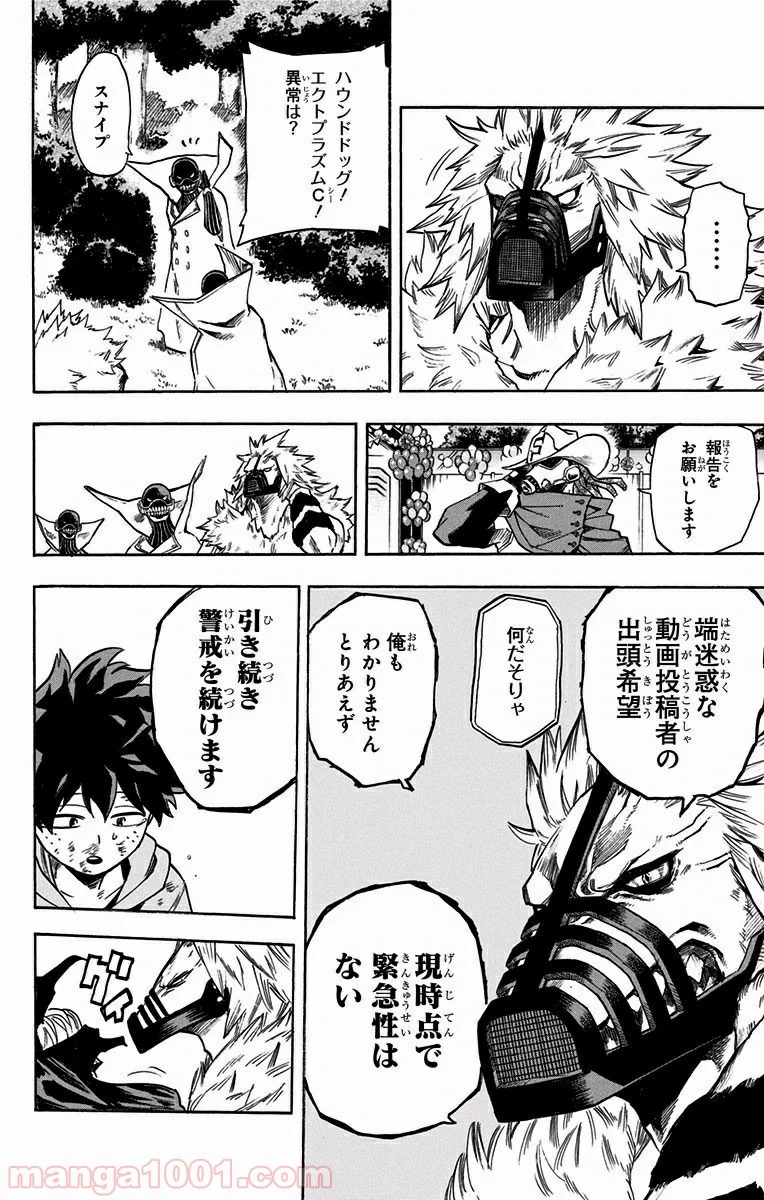 ……
ハウンドドッグ!
エクトプラズムC!
異常は?
スナイプ
報告を
お願いします
端迷惑な
動画投稿者の
出頭希望
何だそりゃ
俺も
わかりません
とりあえず
現時点で
緊急性は
ない
引き続き
警戒を続けます
グイ
manga1001.com